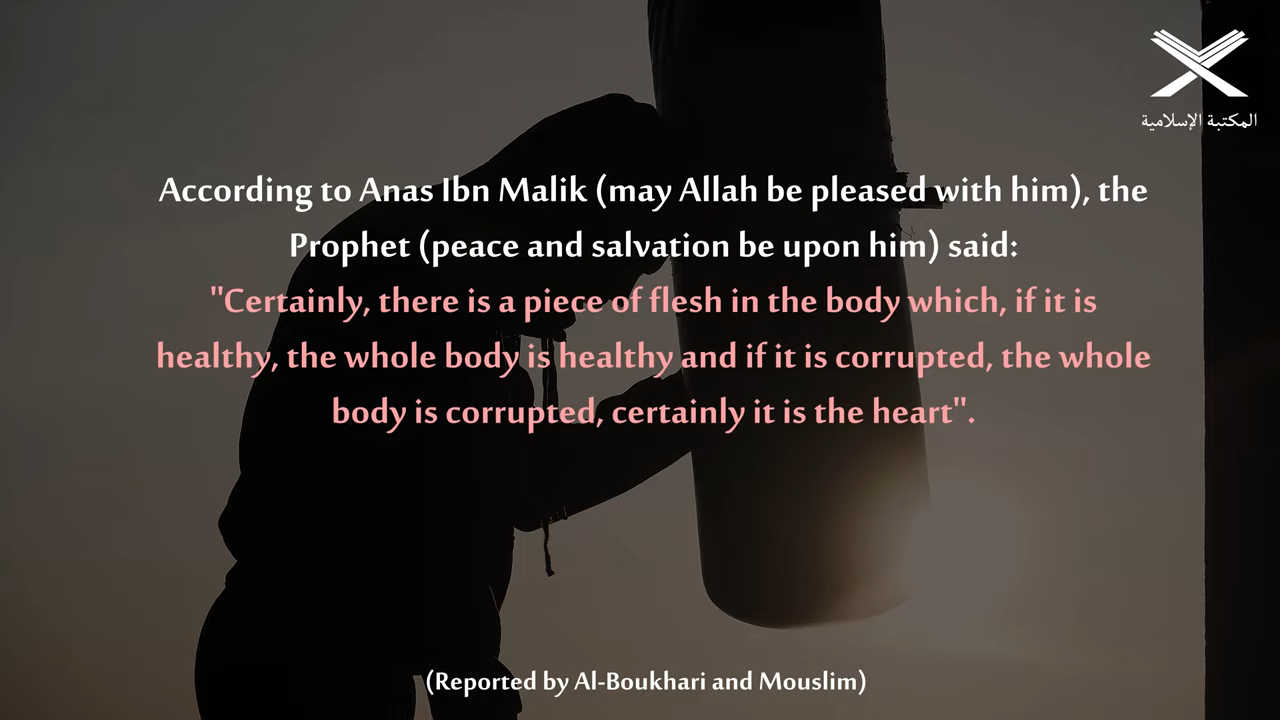 المكتبة الإسلامية
According to Anas Ibn Malik (may Allah be pleased with him), the
Prophet (peace and salvation be upon him) said:
"Certainly, there is a piece of flesh in the body which, if it is
healthy, the whole body is healthy and if it is corrupted, the whole
body is corrupted, certainly it is the heart".
(Reported by Al-Boukhari and Mouslim)